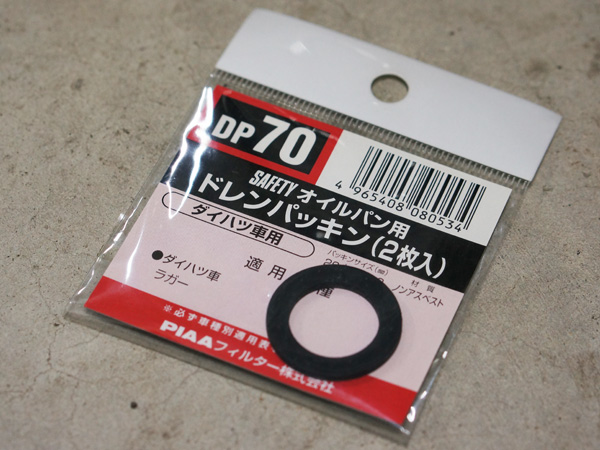 DP 70
4 965408 080534
SAFETY オイルパン用
ドレンパッキン(2枚入)
ダイハツ車用
パッキンサイズ(㎜) 材質
ノンアスベスト
適用
●ダイハツ車
ラガー
※必ず車種別適用表
PIAAフィルター株式会社